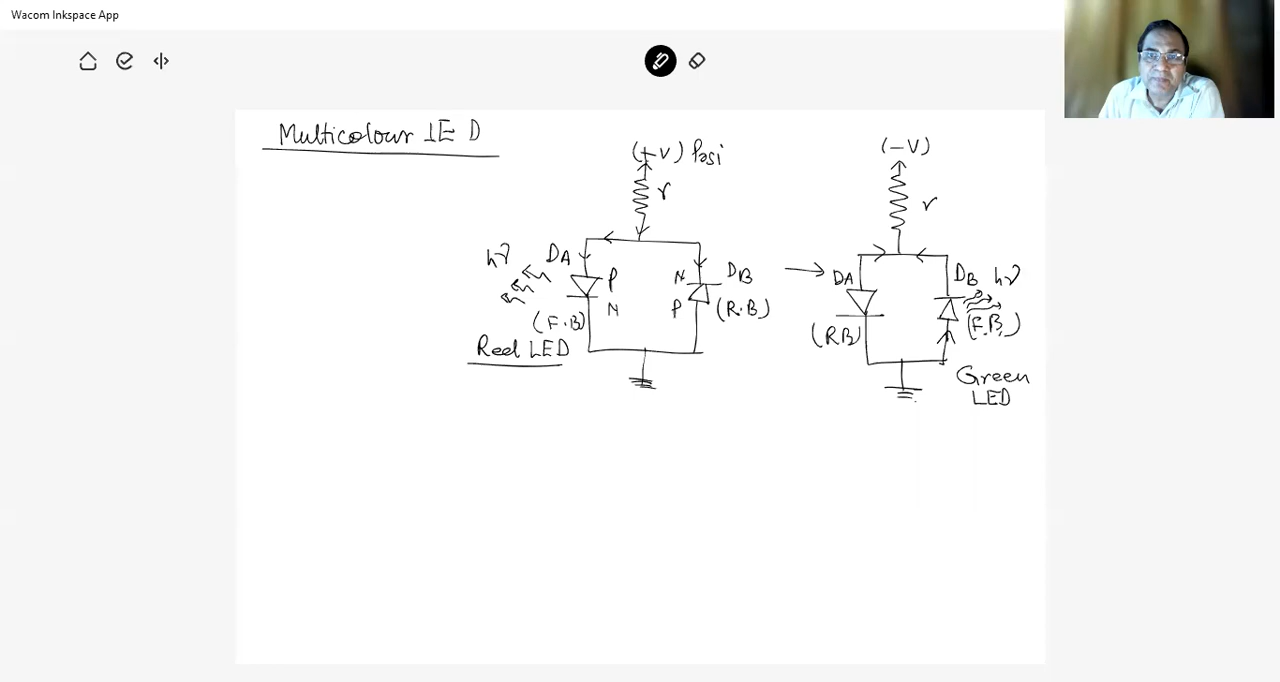 Wacom Inkspace App
Multicolour LED
(+V) Posi
r
hν
DA
P
N
(F.B)
Red LED
N
P
DB
(R.B.)
(-V)
r
DA
(RB)
DB hν
(F.B.)
Green
LED